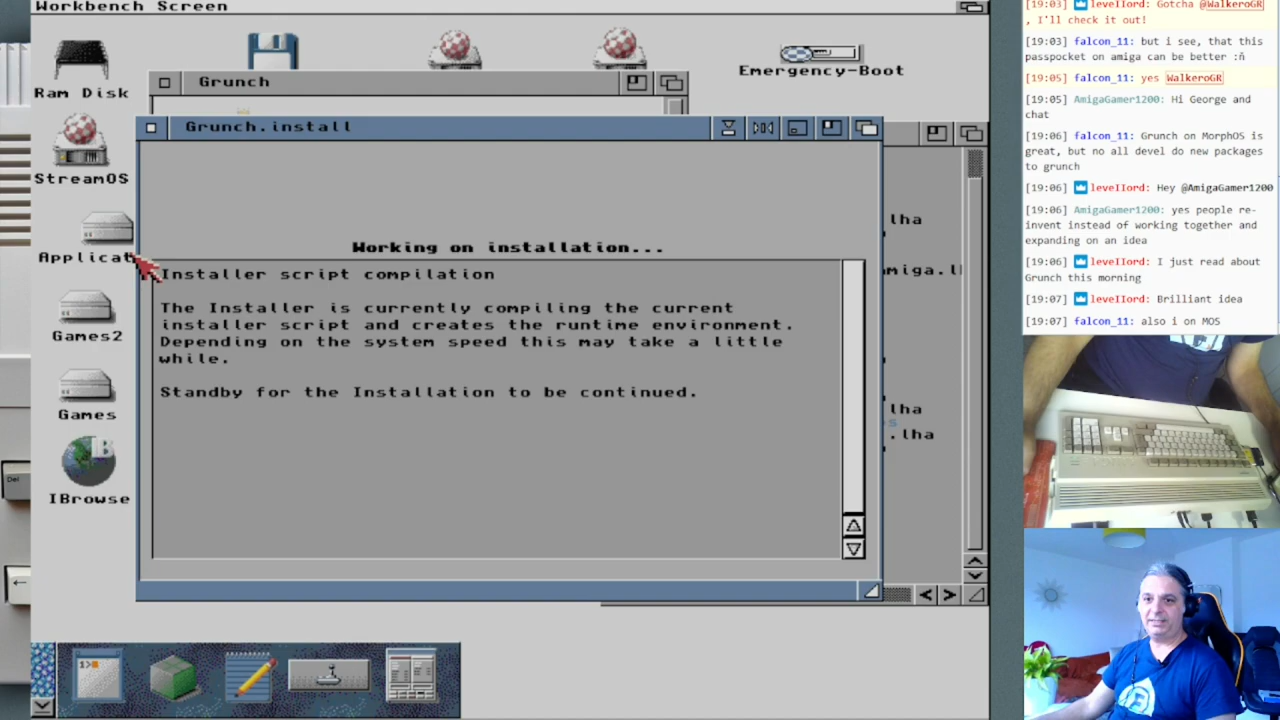 Workbench Screen
Ram Disk
StreamOS
Applicat
Games2
Games
IBrowse
Emergency-Boot
Grunch
Grunch.install
Working on installation...
Installer script compilation
The Installer is currently compiling the current
installer script and creates the runtime environment.
Depending on the system speed this may take a little
while.
Standby for the Installation to be continued.
lha
miga.l
lha
.lha
Del
1>
B
[19:03] levelIord: Gotcha @WalkeroGR
, I'll check it out!
[19:03] falcon_11: but i see, that this
passpocket on amiga can be better :ñ
[19:05] falcon_11: yes WalkeroGR
[19:05] AmigaGamer1200: Hi George and
chat
[19:06] falcon_11: Grunch on MorphOS is
great, but no all devel do new packages
to grunch
[19:06] levelIord: Hey @AmigaGamer1200
[19:06] AmigaGamer1200: yes people re-
invent instead of working together and
expanding on an idea
[19:06] levelIord: I just read about
Grunch this morning
[19:07] levelIord: Brilliant idea
[19:07] falcon_11: also i on MOS